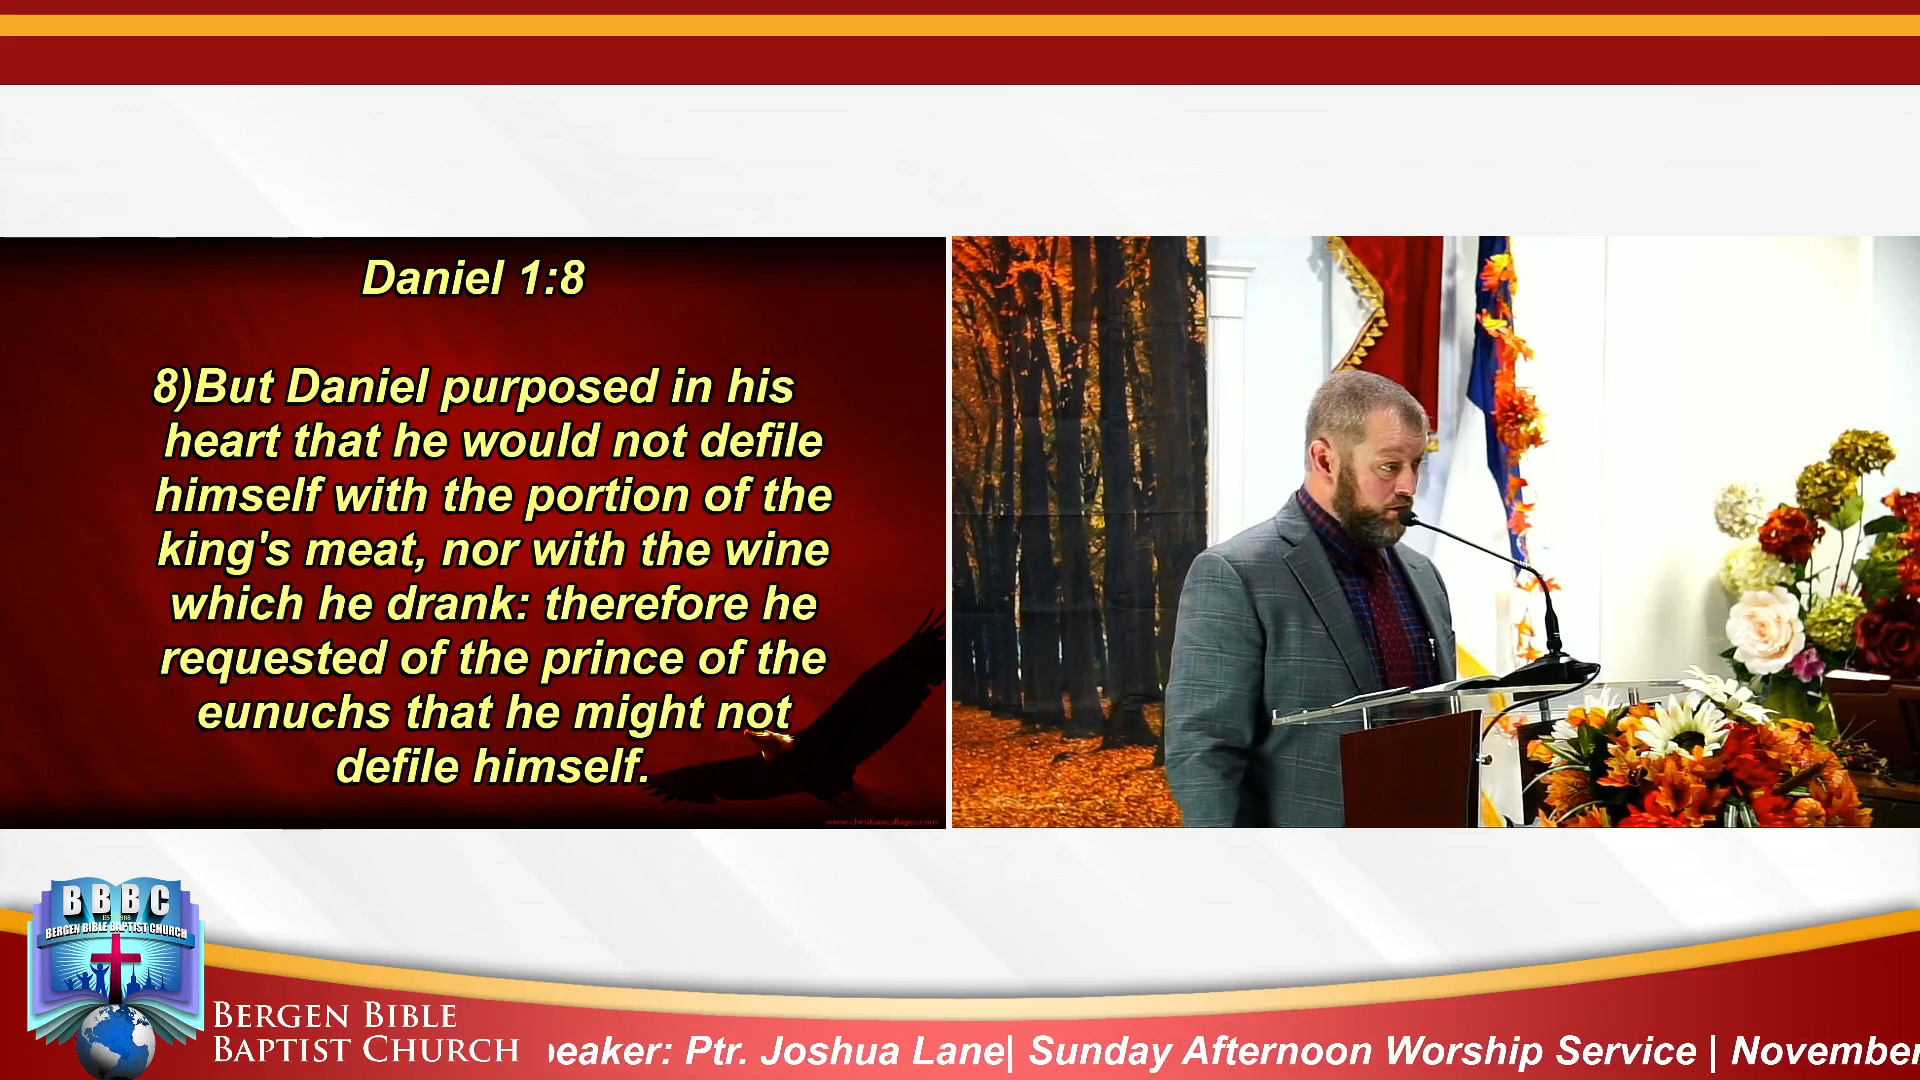 Daniel 1:8
8)But Daniel purposed in his
heart that he would not defile
himself with the portion of the
king's meat, nor with the wine
which he drank: therefore he
requested of the prince of the
eunuchs that he might not
defile himself.
B B B C
BERGEN BIBLE BAPTIST CHURCH
BERGEN BIBLE
BAPTIST CHURCH
peaker: Ptr. Joshua Lane| Sunday Afternoon Worship Service | November